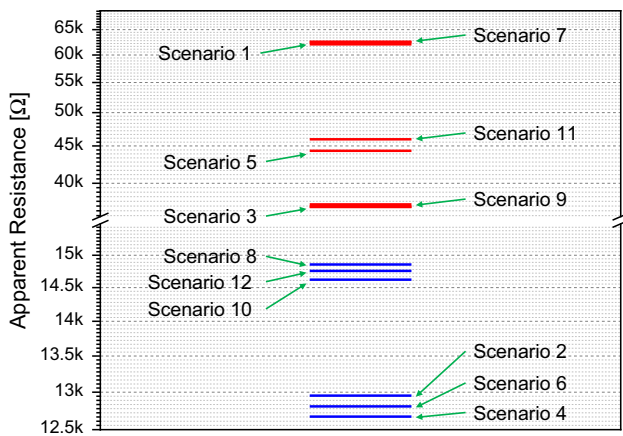 65k
60k
55k
50k
45k
40k
15k
14.5k
14k
13.5k
13k
12.5k
Apparent Resistance [Ω]
Scenario 7
Scenario 1
Scenario 11
Scenario 5
Scenario 9
Scenario 3
Scenario 8
Scenario 12
Scenario 10
Scenario 2
Scenario 6
Scenario 4